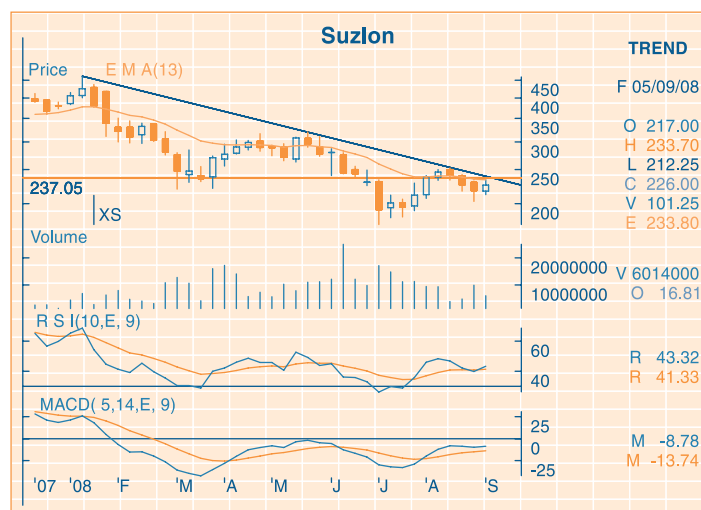 Suzlon
TREND
Price
E M A(13)
F 05/09/08
450
400
350
300
250
200
O 217.00
H 233.70
L 212.25
C 226.00
V 101.25
E 233.80
237.05
XS
Volume
20000000
10000000
V 6014000
O 16.81
R S I(10,E, 9)
60
40
R 43.32
R 41.33
MACD( 5,14,E, 9)
25
0
-25
M -8.78
M -13.74
'07 '08 'F 'M 'A 'M 'J 'J 'A 'S